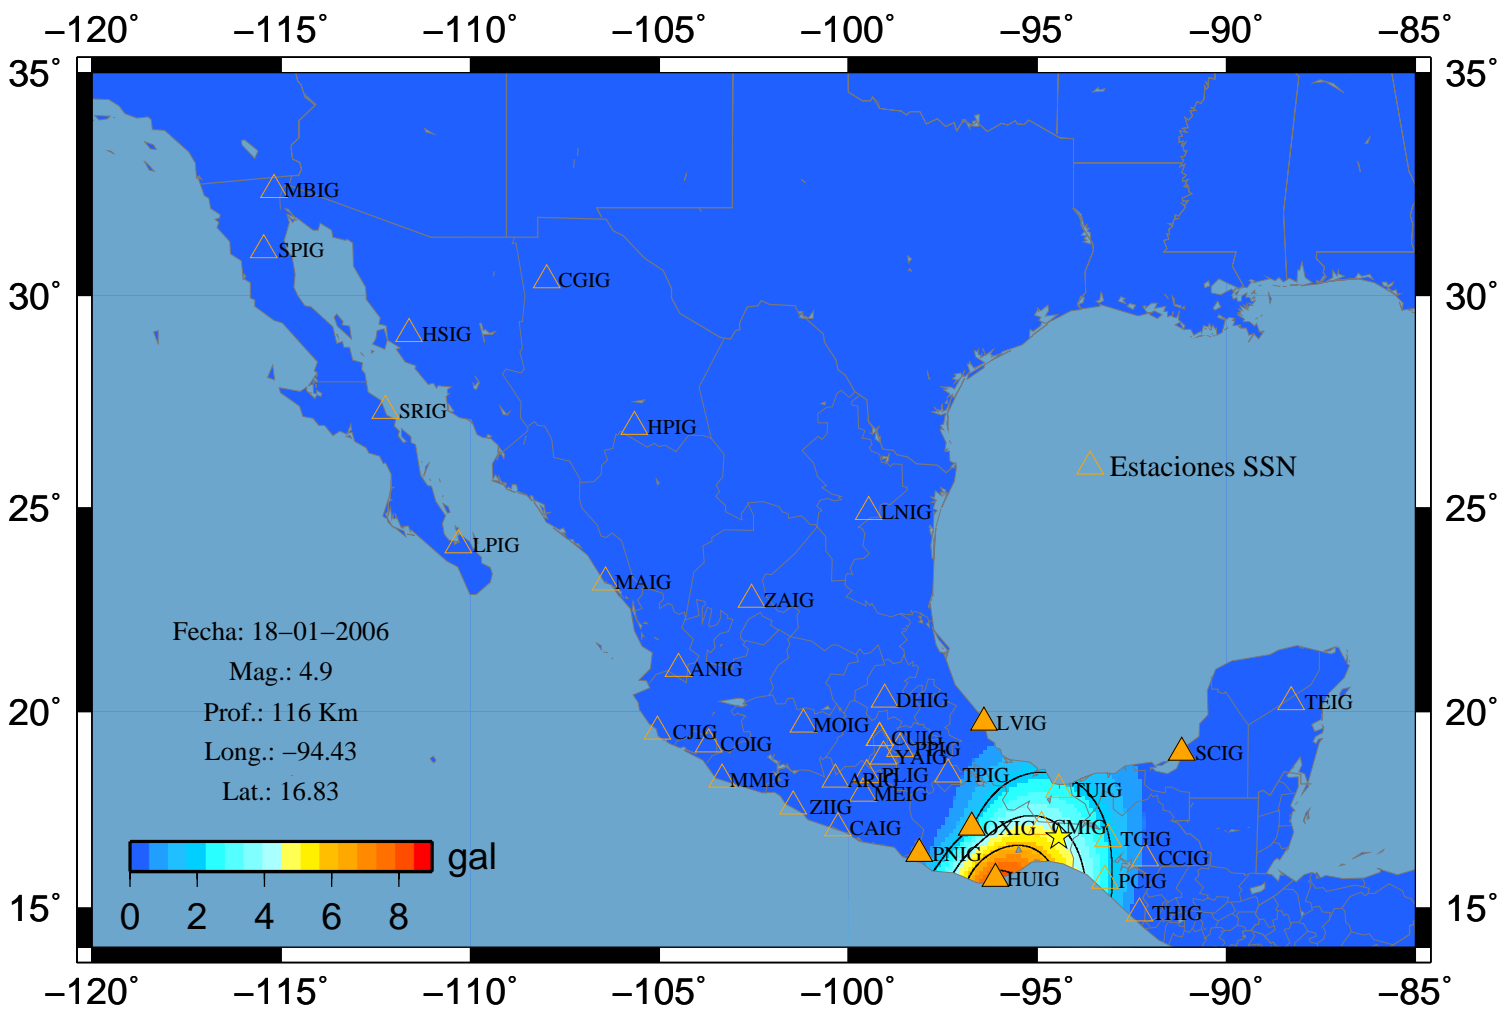 −120˚ −115˚ −110˚ −105˚ −100˚ −95˚ −90˚ −85˚
35˚ 35˚
MBIG
SPIG
CGIG
30˚ 30˚
HSIG
SRIG
HPIG
Estaciones SSN
25˚ 25˚
LNIG
LPIG
MAIG
ZAIG
Fecha: 18−01−2006
Mag.: 4.9
Prof.: 116 Km
Long.: −94.43
Lat.: 16.83
ANIG
DHIG
TEIG
20˚ 20˚
LVIG
MOIG
CJIG
CUIG
COIG
PPIG
SCIG
YAIG
PLIG
TPIG
MMIG
ARIG
TUIG
MEIG
ZIIG
CAIG
OXIG
CMIG
TGIG
PNIG
CCIG
HUIG
PCIG
THIG
gal
0 2 4 6 8
15˚ 15˚
−120˚ −115˚ −110˚ −105˚ −100˚ −95˚ −90˚ −85˚